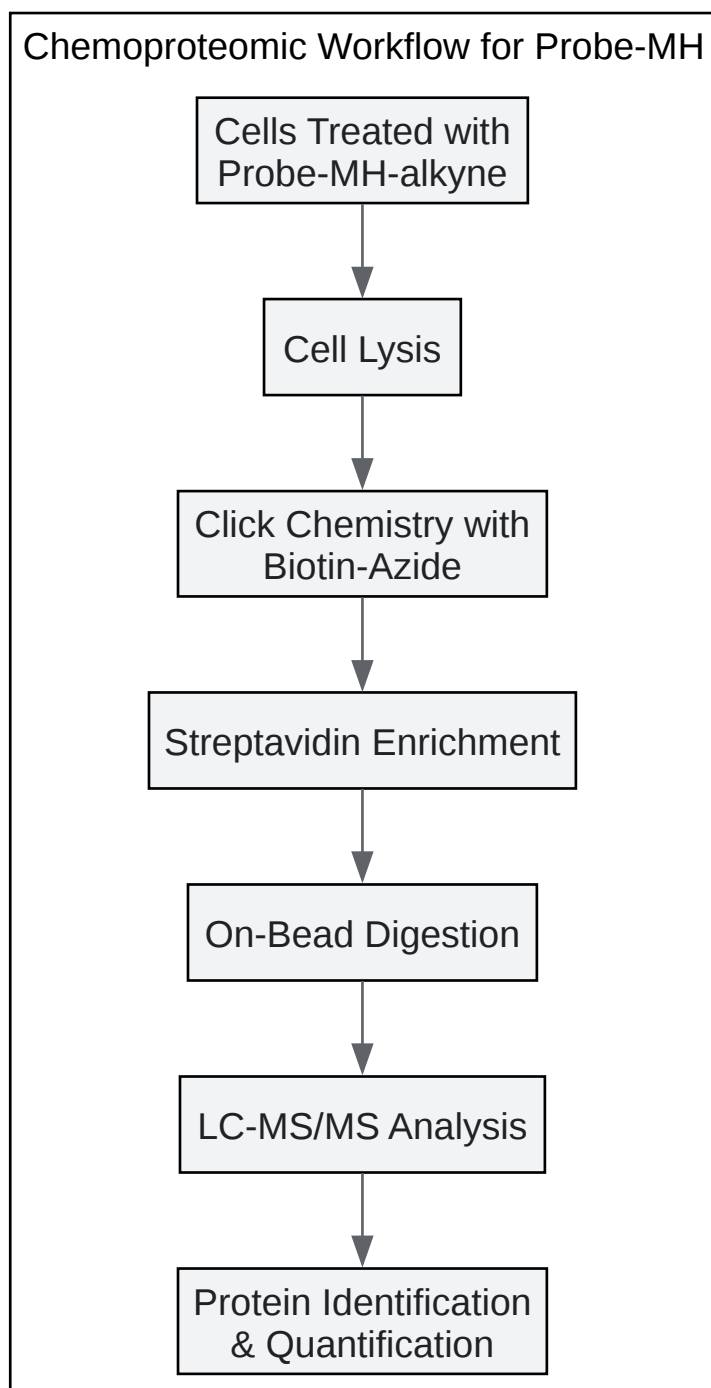 Chemoproteomic Workflow for Probe-MH
Cells Treated with
Probe-MH-alkyne
Cell Lysis
Click Chemistry with
Biotin-Azide
Streptavidin Enrichment
On-Bead Digestion
LC-MS/MS Analysis
Protein Identification
& Quantification